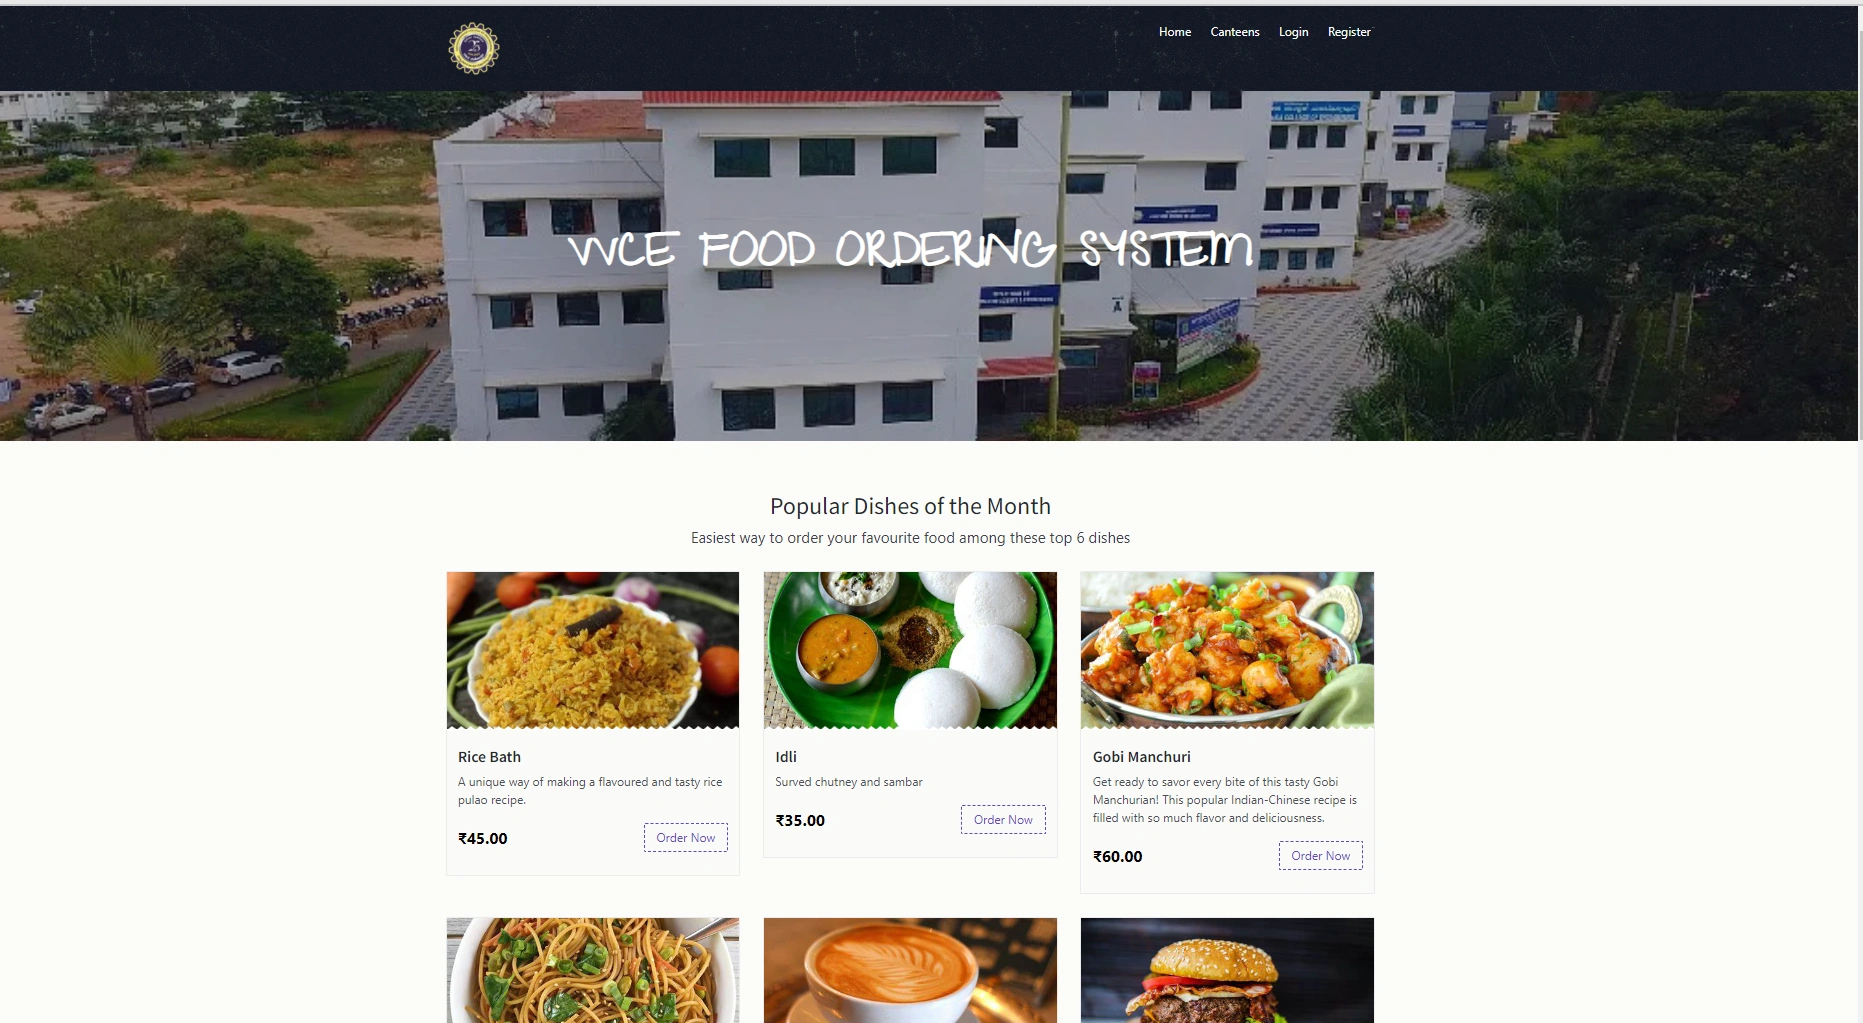 25
Home Canteens Login Register
VVCE FOOD ORDERING SYSTEM
Popular Dishes of the Month
Easiest way to order your favourite food among these top 6 dishes
Rice Bath
A unique way of making a flavoured and tasty rice
pulao recipe.
₹45.00 Order Now
Idli
Surved chutney and sambar
₹35.00 Order Now
Gobi Manchuri
Get ready to savor every bite of this tasty Gobi
Manchurian! This popular Indian-Chinese recipe is
filled with so much flavor and deliciousness.
₹60.00 Order Now